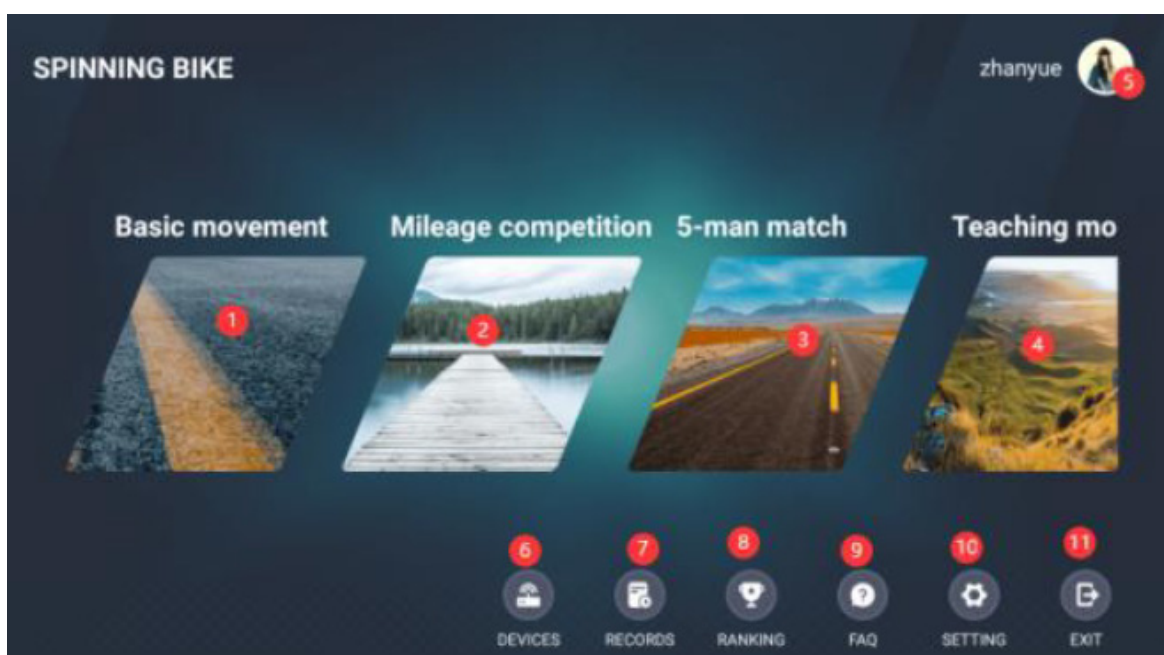 SPINNING BIKE
zhanyue
5
Basic movement
Mileage competition
5-man match
Teaching mo
1
2
3
4
6
7
8
9
10
11
DEVICES
RECORDS
RANKING
FAQ
SETTING
EXIT